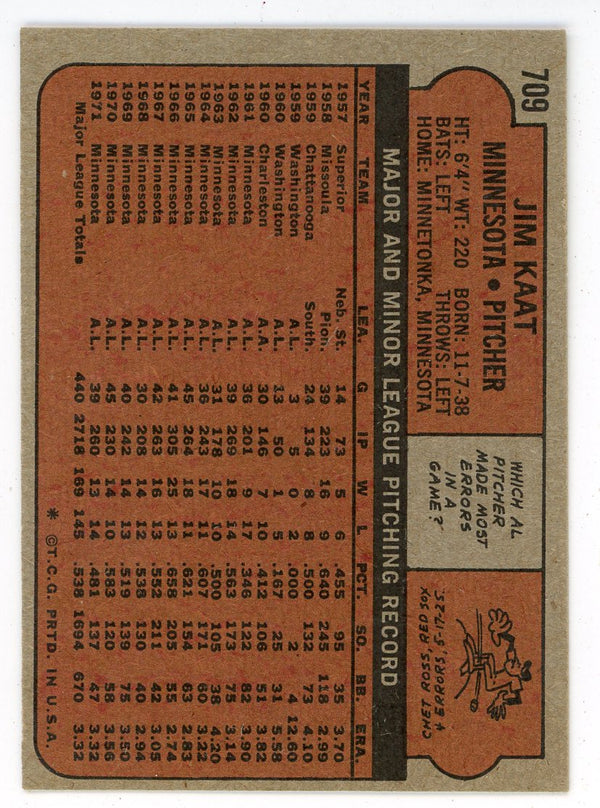 709
JIM KAAT
MINNESOTA • PITCHER
HT: 6'4" WT: 220 BORN: 11-7-38
BATS: LEFT THROWS: LEFT
HOME: MINNETONKA, MINNESOTA
WHICH AL
PITCHER
MADE MOST
ERRORS
IN A
GAME?
CHET ROSS, RED SOX
4 ERRORS, 5-17-25.
MAJOR AND MINOR LEAGUE PITCHING RECORD
YEAR TEAM LEA. G IP W L PCT. SO. BB. ERA.
1957 Superior Neb. St. 14 73 5 6 .455 95 35 3.70
1958 Missoula Pion. 39 223 16 9 .640 245 118 2.99
1959 Chattanooga South. 24 134 8 8 .500 132 73 4.10
1959 Washington A.L. 3 5 0 2 .000 2 4 12.60
1960 Washington A.L. 13 50 1 5 .167 25 31 5.58
1960 Charleston 30 146 7 10 .412 106 51 3.82
1961 Minnesota A.L. 36 201 9 17 .346 122 82 3.90
1962 Minnesota A.L. 39 269 18 14 .563 173 75 3.14
1963 Minnesota A.L. 31 178 10 10 .500 105 38 4.20
1964 Minnesota A.L. 36 243 17 11 .607 171 60 3.22
1965 Minnesota A.L. 45 264 18 11 .621 154 63 2.83
1966 Minnesota A.L. 41 305 25 13 .658 205 55 2.74
1967 Minnesota A.L. 42 263 16 13 .552 211 42 3.05
1968 Minnesota A.L. 30 208 14 12 .538 130 40 2.94
1969 Minnesota A.L. 40 242 14 13 .519 139 75 3.50
1970 Minnesota A.L. 45 230 14 10 .583 120 58 3.56
1971 Minnesota A.L. 39 260 13 14 .481 137 47 3.32
Major League Totals 440 2718 169 145 .538 1694 670 3.32
* ©T.C.G. PRTD. IN U.S.A.